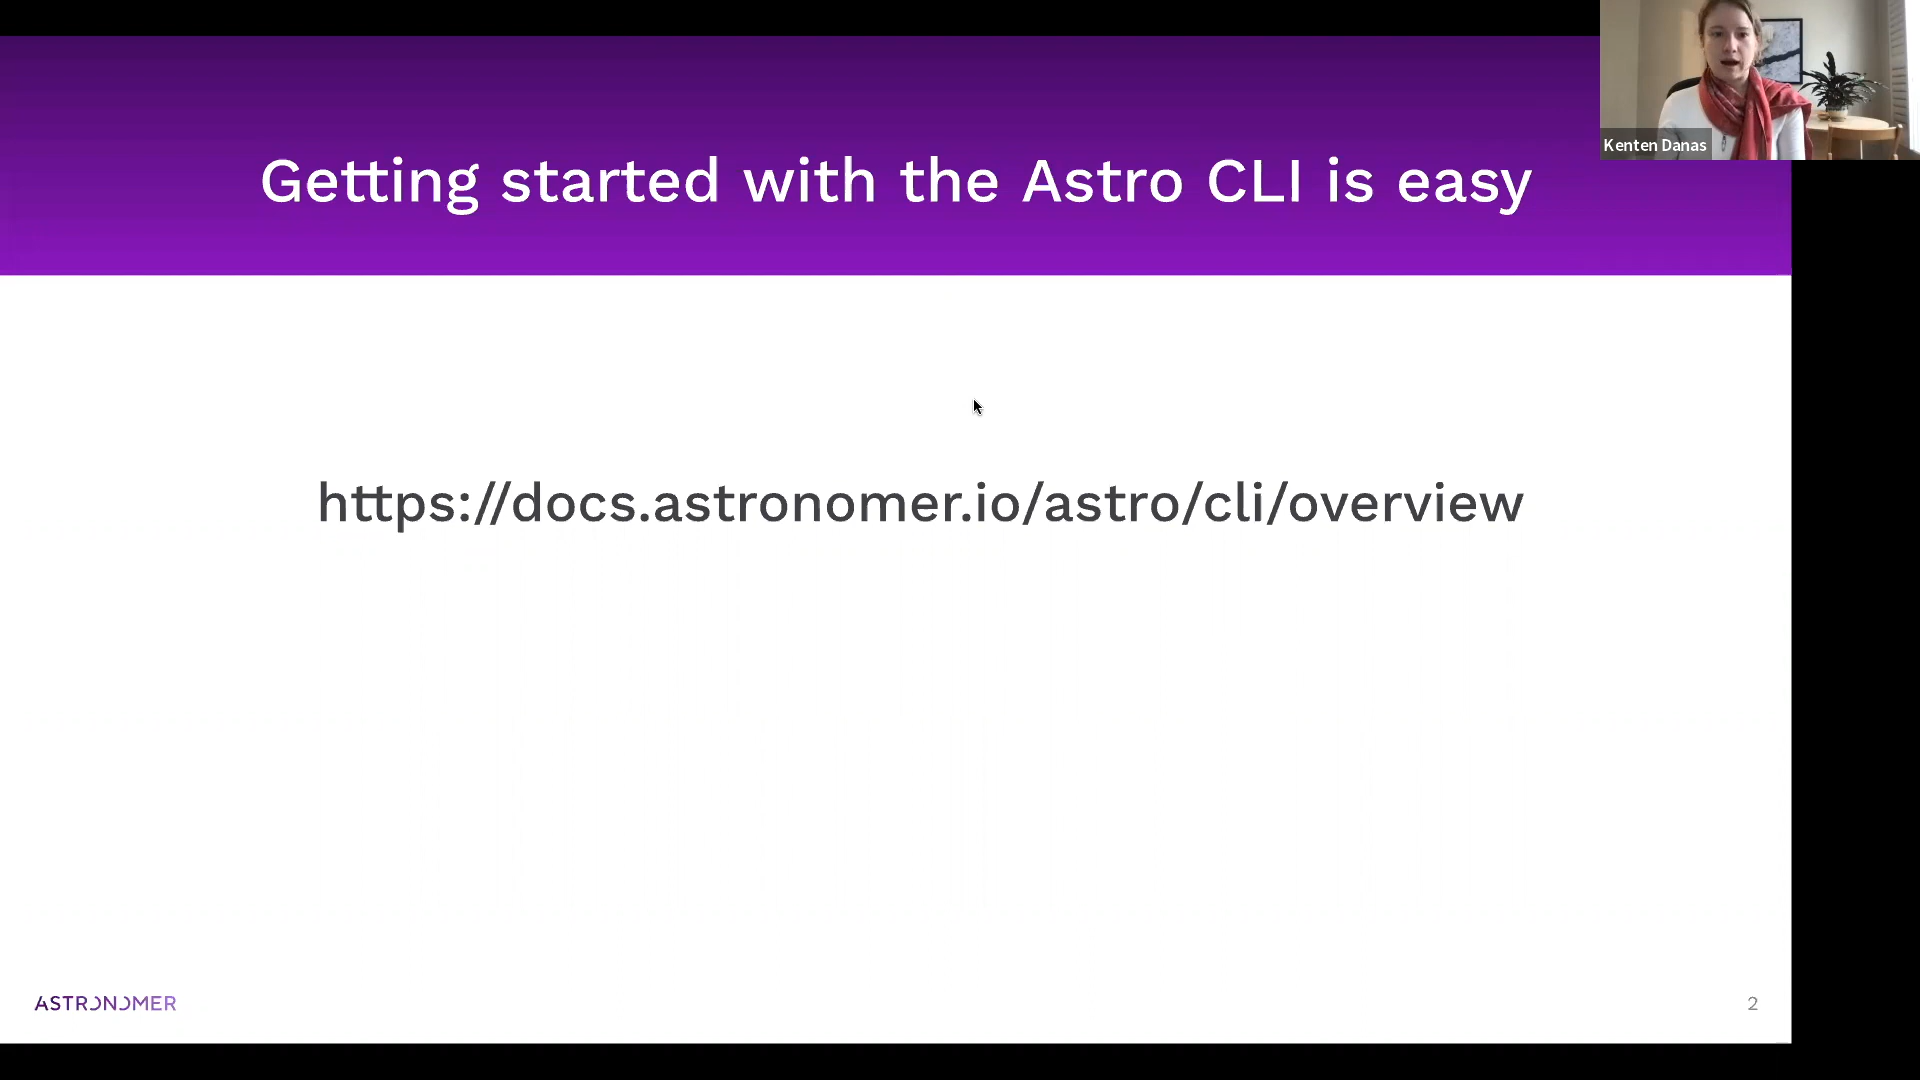 Kenten Danas
Getting started with the Astro CLI is easy
https://docs.astronomer.io/astro/cli/overview
ASTRONOMER
2